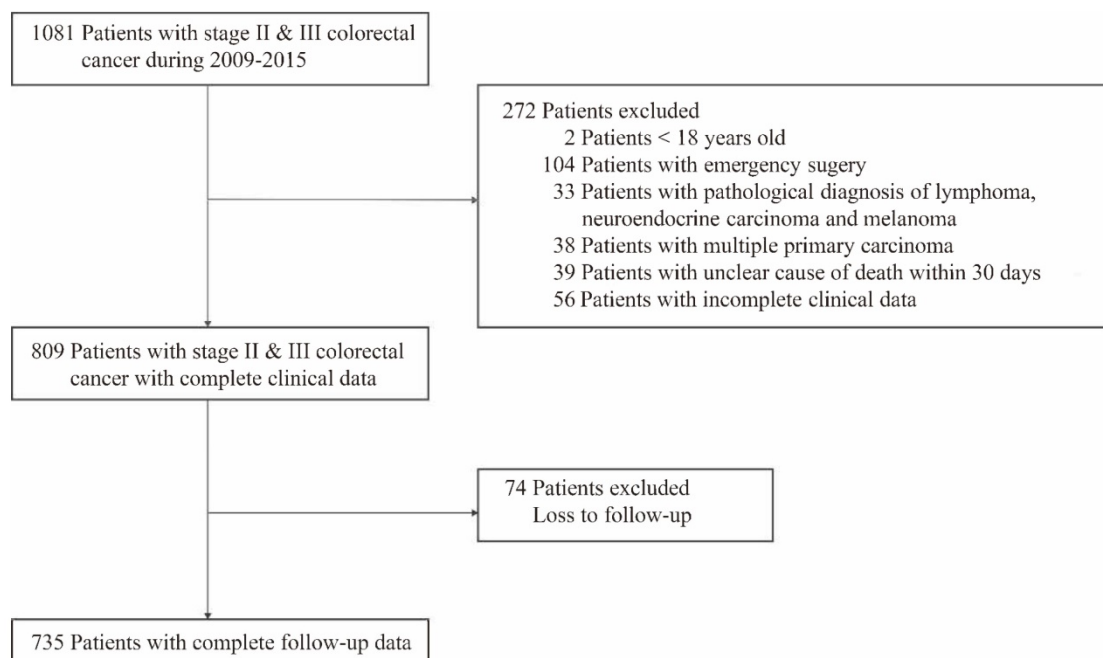 1081 Patients with stage II & III colorectal
cancer during 2009-2015
272 Patients excluded
2 Patients < 18 years old
104 Patients with emergency sugery
33 Patients with pathological diagnosis of lymphoma,
neuroendocrine carcinoma and melanoma
38 Patients with multiple primary carcinoma
39 Patients with unclear cause of death within 30 days
56 Patients with incomplete clinical data
809 Patients with stage II & III colorectal
cancer with complete clinical data
74 Patients excluded
Loss to follow-up
735 Patients with complete follow-up data